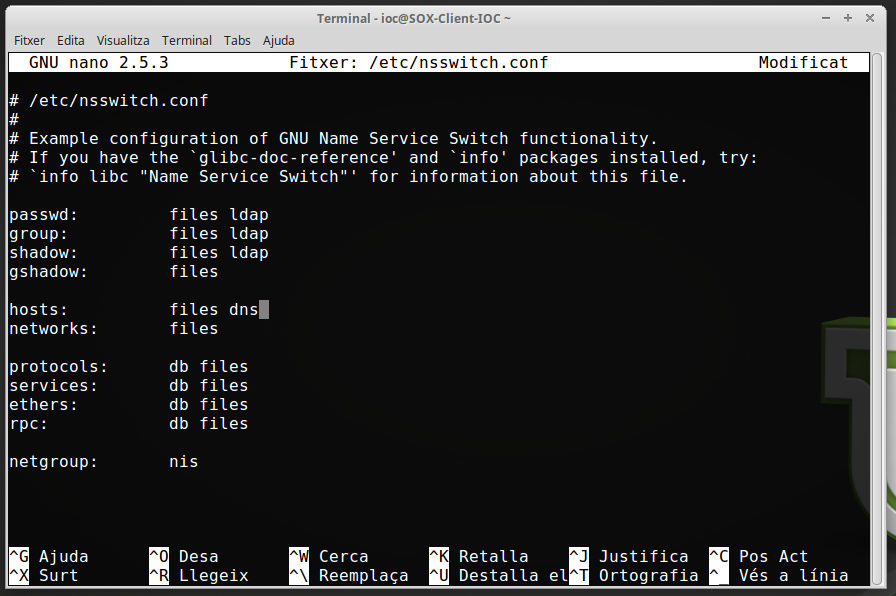 Terminal - ioc@SOX-Client-IOC ~
Fitxer Edita Visualitza Terminal Tabs Ajuda
GNU nano 2.5.3 Fitxer: /etc/nsswitch.conf Modificat
# /etc/nsswitch.conf
#
# Example configuration of GNU Name Service Switch functionality.
# If you have the `glibc-doc-reference' and `info' packages installed, try:
# `info libc "Name Service Switch"' for information about this file.
passwd: files ldap
group: files ldap
shadow: files ldap
gshadow: files
hosts: files dns
networks: files
protocols: db files
services: db files
ethers: db files
rpc: db files
netgroup: nis
^G Ajuda ^O Desa ^W Cerca ^K Retalla ^J Justifica ^C Pos Act
^X Surt ^R Llegeix ^\ Reemplaça ^U Destalla el^T Ortografia ^_ Vés a línia